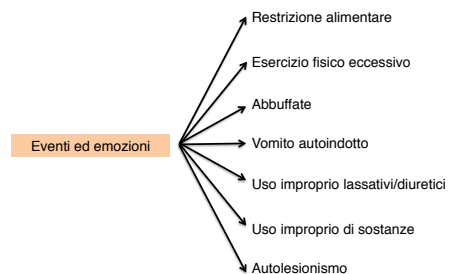 Restrizione alimentare
Esercizio fisico eccessivo
Abbuffate
Eventi ed emozioni
Vomito autoindotto
Uso improprio lassativi/diuretici
Uso improprio di sostanze
Autolesionismo